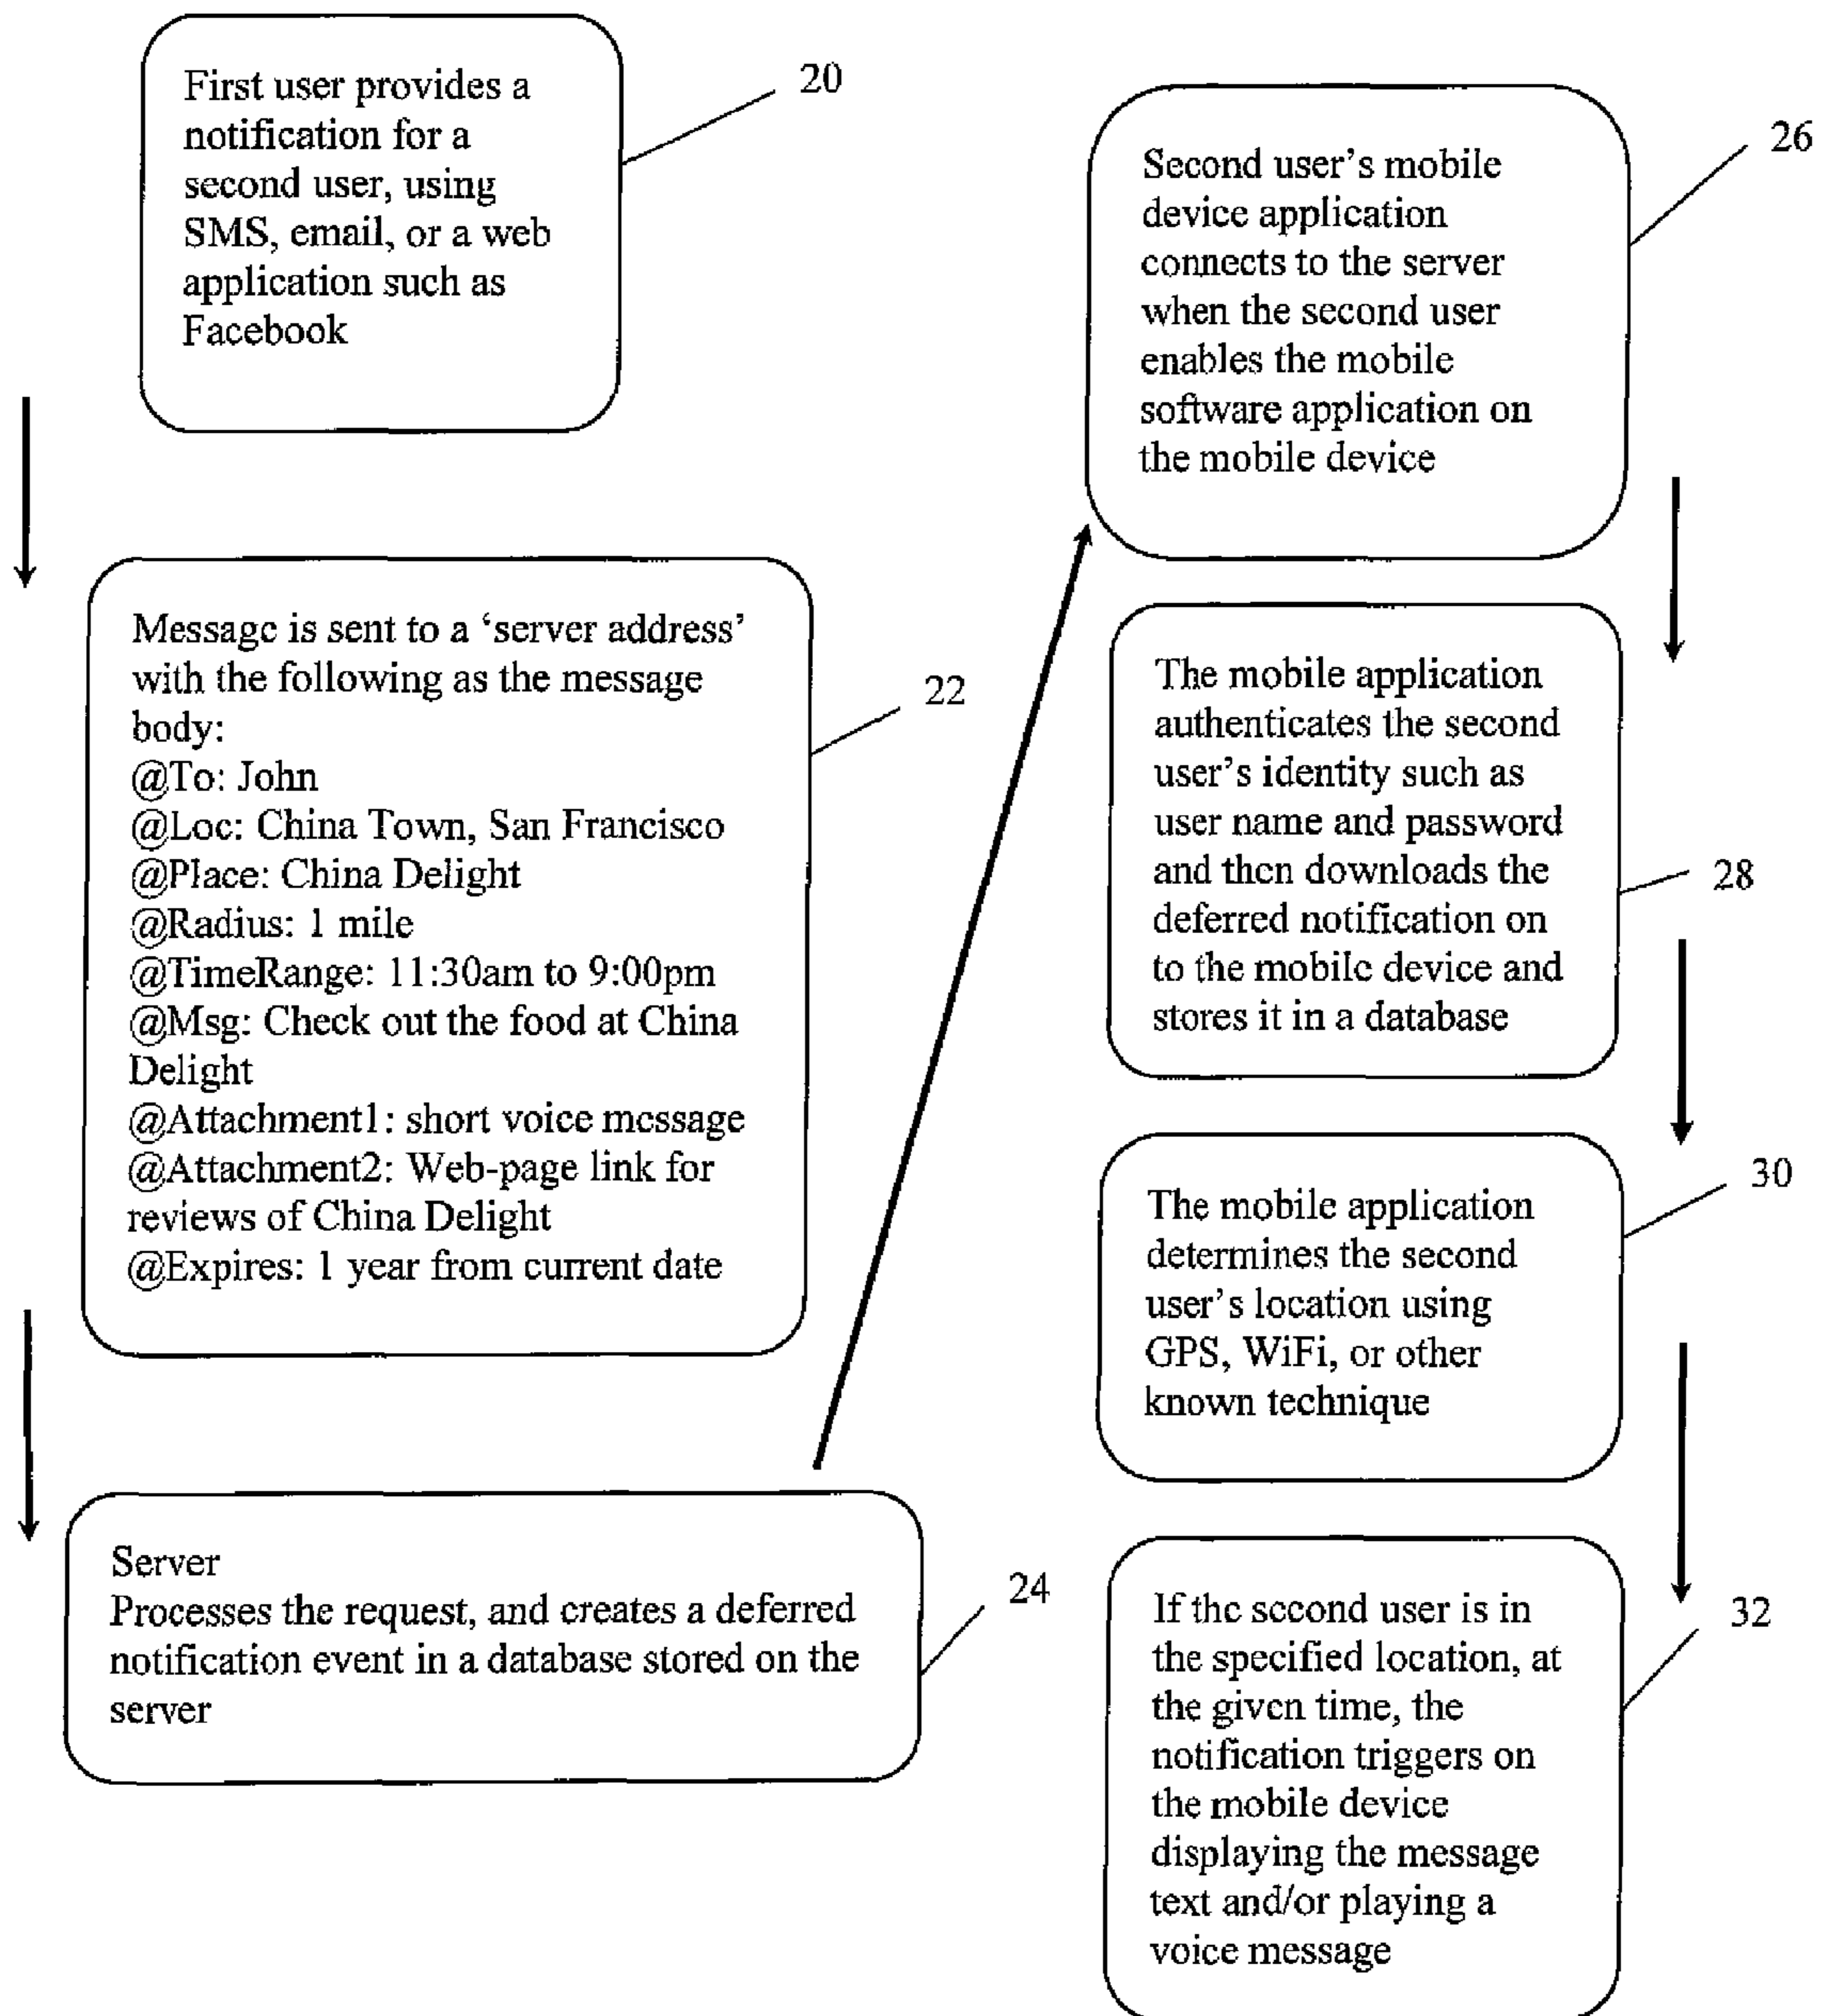 First user provides a
notification for a
second user, using
SMS, email, or a web
application such as
Facebook
20
Message is sent to a ‘server address’
with the following as the message
body:
@To: John
@Loc: China Town, San Francisco
@Place: China Delight
@Radius: 1 mile
@TimeRange: 11:30am to 9:00pm
@Msg: Check out the food at China
Delight
@Attachment1: short voice message
@Attachment2: Web-page link for
reviews of China Delight
@Expires: 1 year from current date
22
Server
Processes the request, and creates a deferred
notification event in a database stored on the
server
24
Second user’s mobile
device application
connects to the server
when the second user
enables the mobile
software application on
the mobile device
26
The mobile application
authenticates the second
user’s identity such as
user name and password
and then downloads the
deferred notification on
to the mobile device and
stores it in a database
28
The mobile application
determines the second
user’s location using
GPS, WiFi, or other
known technique
30
If the second user is in
the specified location, at
the given time, the
notification triggers on
the mobile device
displaying the message
text and/or playing a
voice message
32